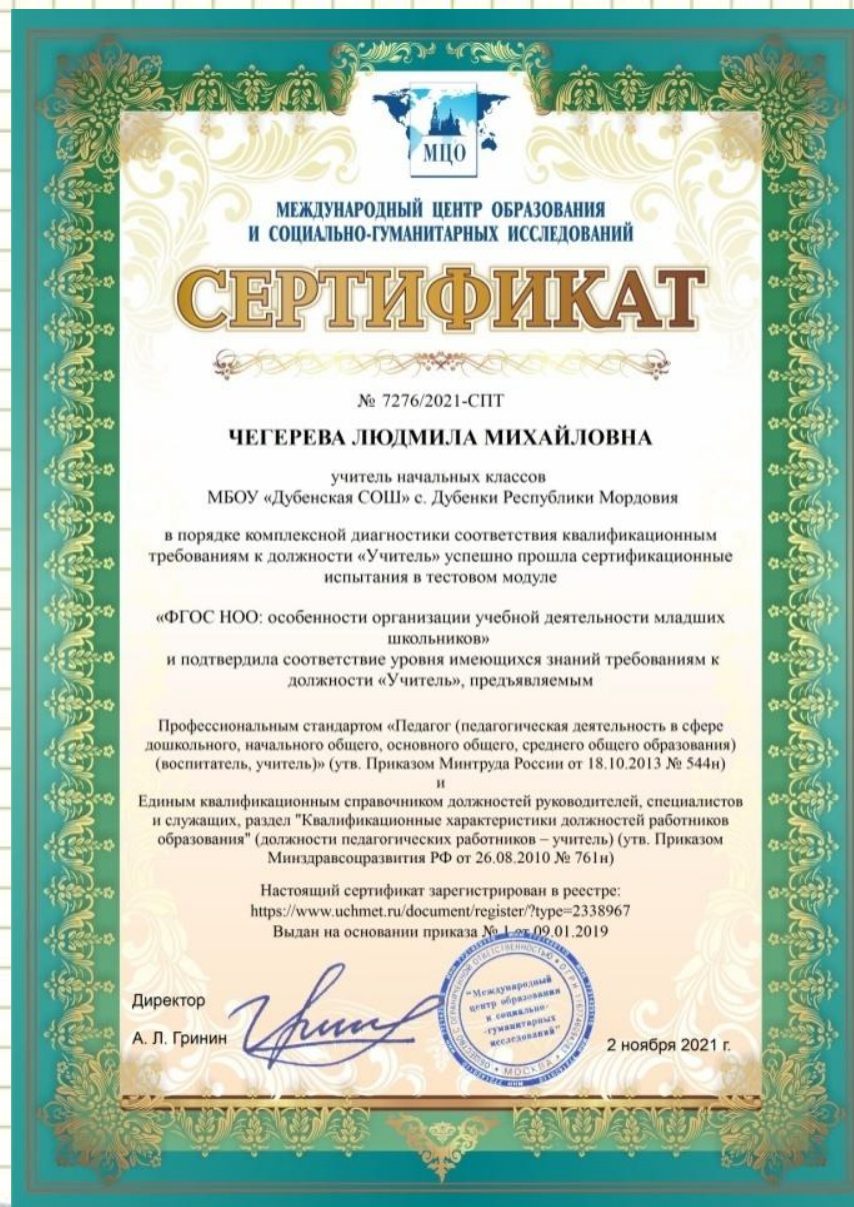 МЦО
МЕЖДУНАРОДНЫЙ ЦЕНТР ОБРАЗОВАНИЯ
И СОЦИАЛЬНО-ГУМАНИТАРНЫХ ИССЛЕДОВАНИЙ
СЕРТИФИКАТ
№ 7276/2021-СПТ
ЧЕГЕРЕВА ЛЮДМИЛА МИХАЙЛОВНА
учитель начальных классов
МБОУ «Дубенская СОШ» с. Дубенки Республики Мордовия
в порядке комплексной диагностики соответствия квалификационным
требованиям к должности «Учитель» успешно прошла сертификационные
испытания в тестовом модуле
«ФГОС НОО: особенности организации учебной деятельности младших
школьников»
и подтвердила соответствие уровня имеющихся знаний требованиям к
должности «Учитель», предъявляемым
Профессиональным стандартом «Педагог (педагогическая деятельность в сфере
дошкольного, начального общего, основного общего, среднего общего образования)
(воспитатель, учитель)» (утв. Приказом Минтруда России от 18.10.2013 № 544н)
и
Единым квалификационным справочником должностей руководителей, специалистов
и служащих, раздел "Квалификационные характеристики должностей работников
образования" (должности педагогических работников – учитель) (утв. Приказом
Минздравсоцразвития РФ от 26.08.2010 № 761н)
Настоящий сертификат зарегистрирован в реестре:
https://www.uchmet.ru/document/register/?type=2338967
Выдан на основании приказа № 1 от 09.01.2019
Директор
А. Л. Гринин
"Международный
центр образования
и социально-
-гуманитарных
исследований"
ОБЩЕСТВО С ОГРАНИЧЕННОЙ ОТВЕТСТВЕННОСТЬЮ
МОСКВА
2 ноября 2021 г.